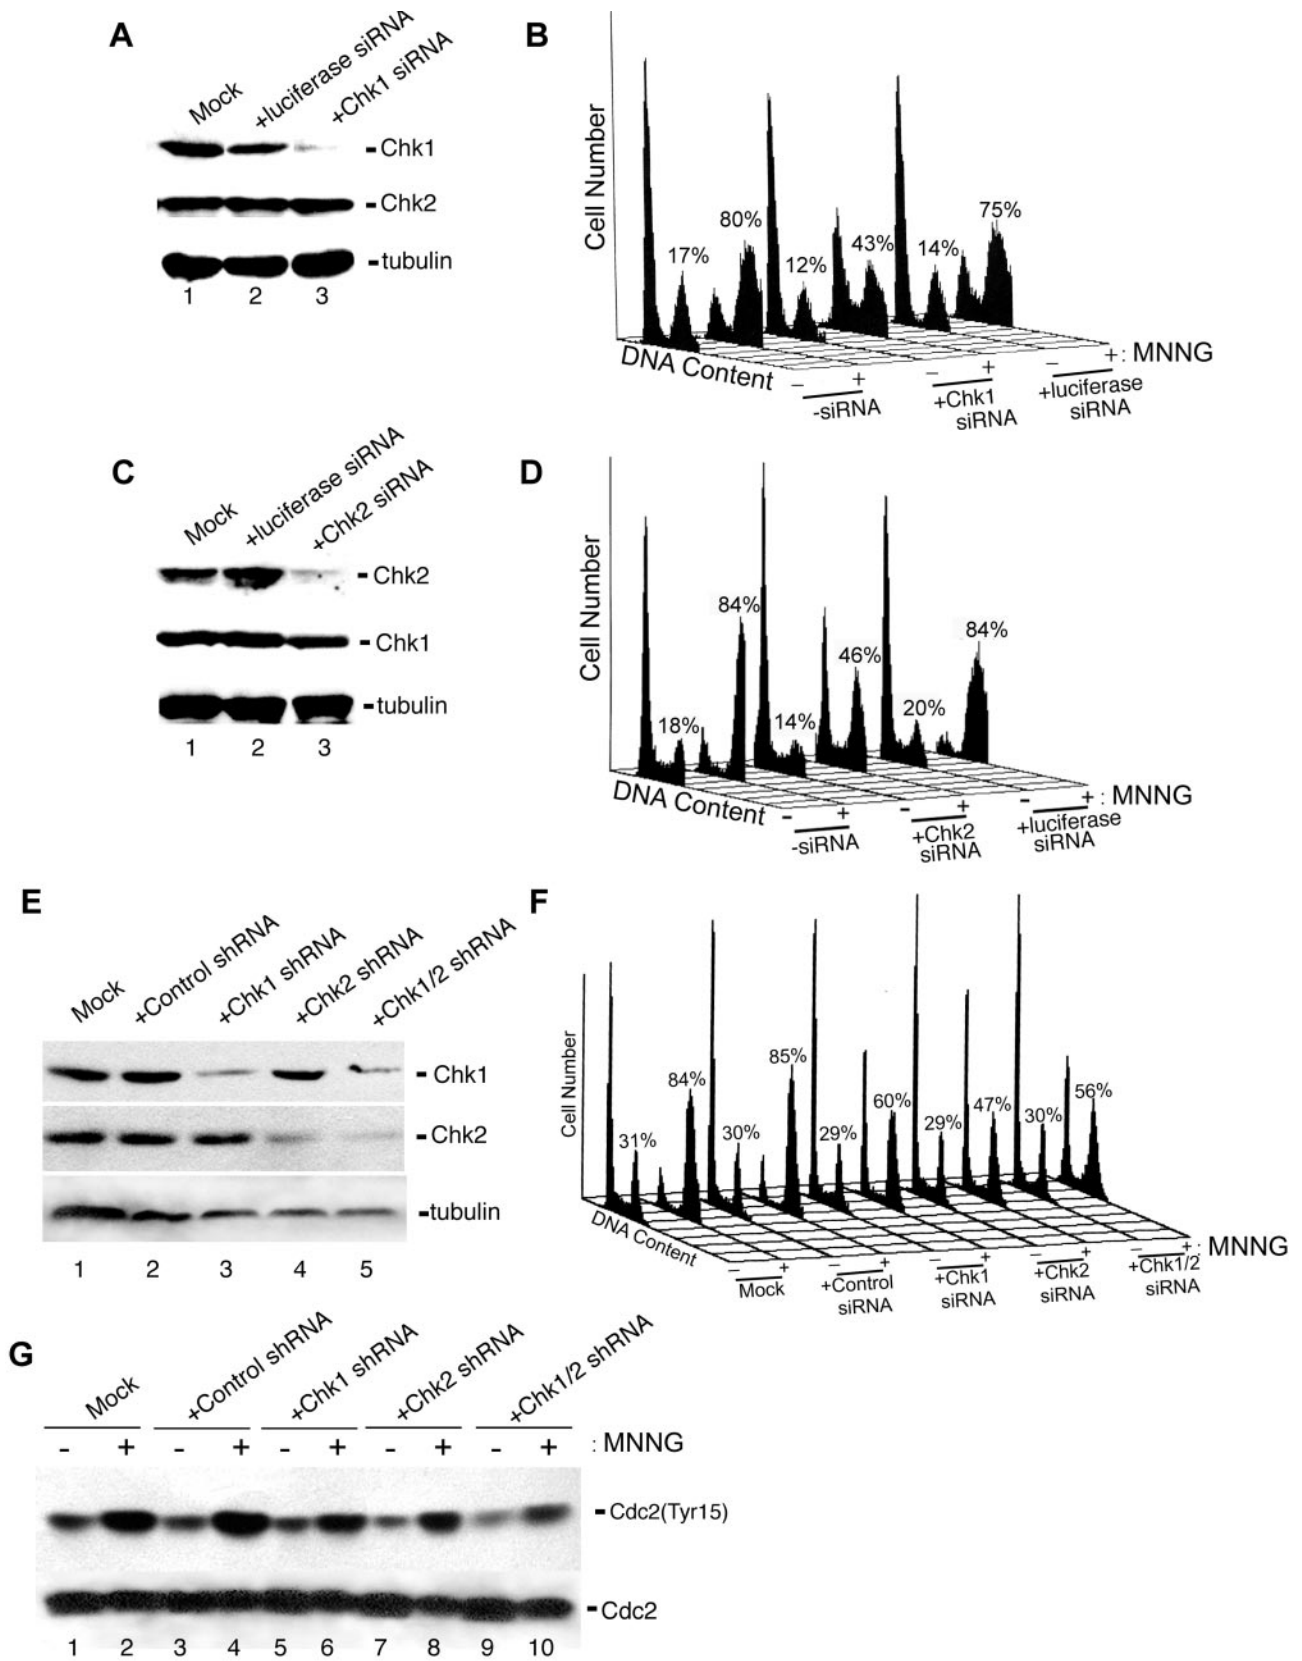 A
Mock
+luciferase siRNA
+Chk1 siRNA
Chk1
Chk2
tubulin
1 2 3
B
Cell Number
17%
80%
12%
43%
14%
75%
DNA Content
− + − + − + : MNNG
-siRNA
+Chk1
siRNA
+luciferase
siRNA
C
Mock
+luciferase siRNA
+Chk2 siRNA
Chk2
Chk1
tubulin
1 2 3
D
Cell Number
18%
84%
14%
46%
20%
84%
DNA Content
- + - + - + : MNNG
-siRNA
+Chk2
siRNA
+luciferase
siRNA
E
Mock
+Control shRNA
+Chk1 shRNA
+Chk2 shRNA
+Chk1/2 shRNA
Chk1
Chk2
tubulin
1 2 3 4 5
F
Cell Number
31%
84%
30%
85%
29%
60%
29%
47%
30%
56%
DNA Content
− + − + − + − + − + : MNNG
Mock
+Control
siRNA
+Chk1
siRNA
+Chk2
siRNA
+Chk1/2
siRNA
G
Mock
+Control shRNA
+Chk1 shRNA
+Chk2 shRNA
+Chk1/2 shRNA
- + - + - + - + - + : MNNG
Cdc2(Tyr15)
Cdc2
1 2 3 4 5 6 7 8 9 10